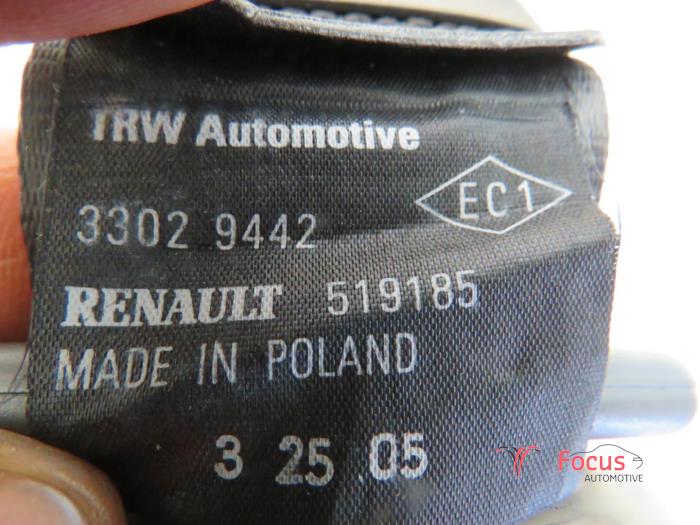 TRW Automotive
EC1
3302 9442
RENAULT 519185
MADE IN POLAND
3 25 05
Focus
AUTOMOTIVE